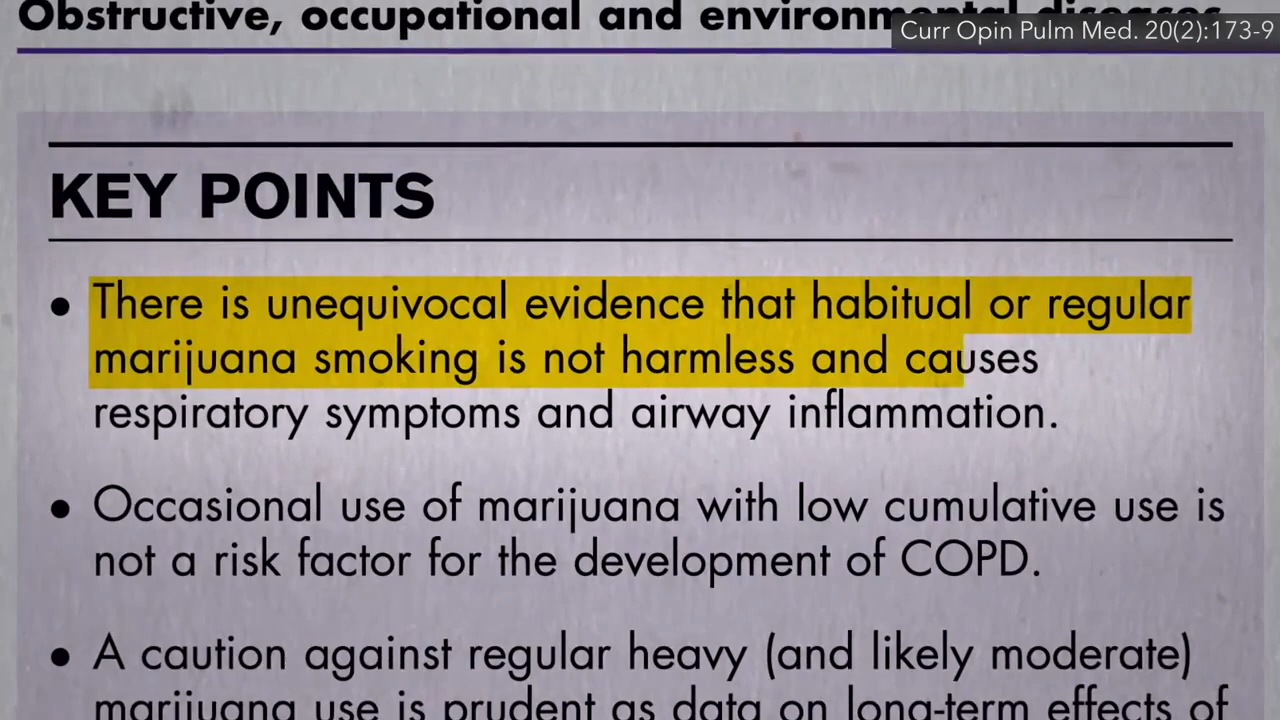 Obstructive, occupational and environmental diseases
Curr Opin Pulm Med. 20(2):173-9
KEY POINTS
• There is unequivocal evidence that habitual or regular
marijuana smoking is not harmless and causes
respiratory symptoms and airway inflammation.
• Occasional use of marijuana with low cumulative use is
not a risk factor for the development of COPD.
• A caution against regular heavy (and likely moderate)
marijuana use is prudent as data on long-term effects of